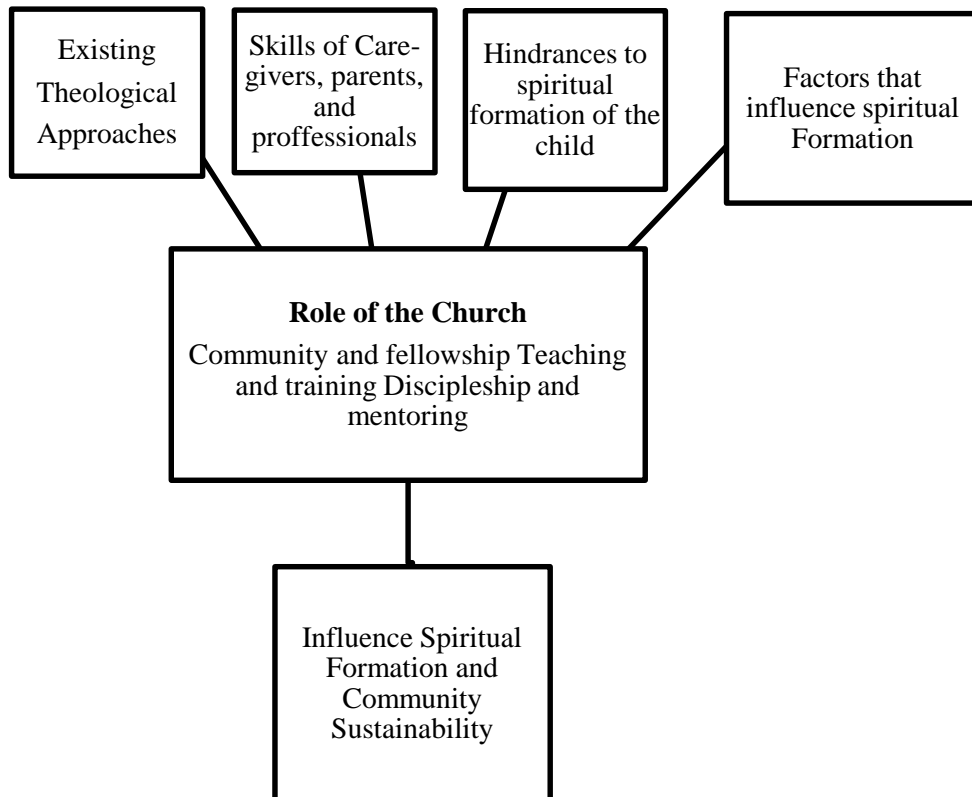 Existing
Theological
Approaches
Skills of Care-
givers, parents,
and
proffessionals
Hindrances to
spiritual
formation of the
child
Factors that
influence spiritual
Formation
Role of the Church
Community and fellowship Teaching
and training Discipleship and
mentoring
Influence Spiritual
Formation and
Community
Sustainability